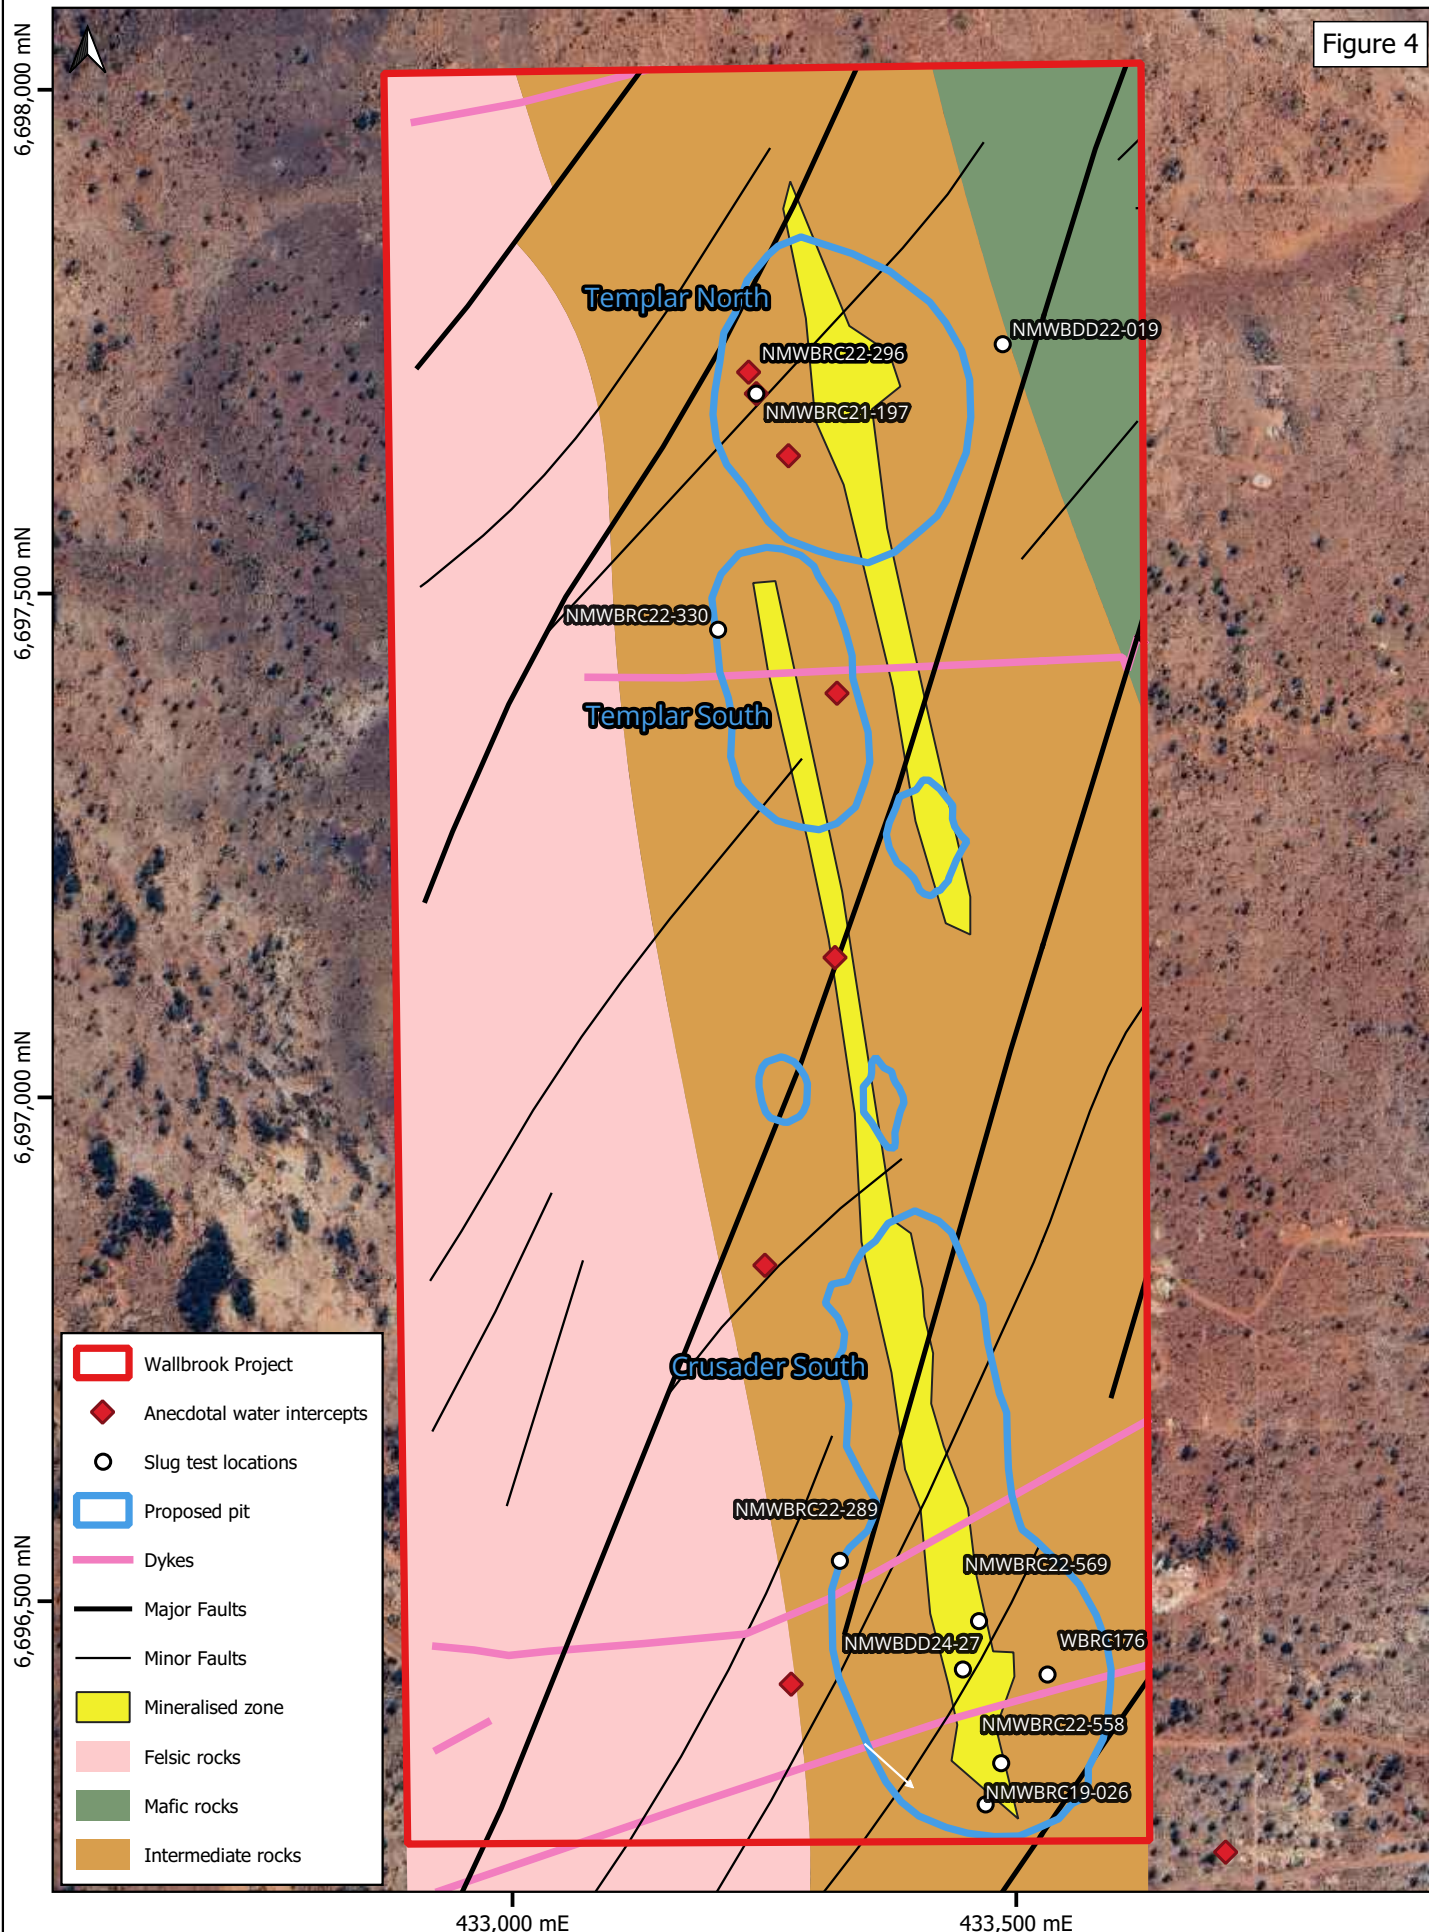 Figure 4
6,698,000 mN
Templar North
NMWBDD22-019
NMWBRC22-296
NMWBRC21-197
6,697,500 mN
NMWBRC22-330
Templar South
6,697,000 mN
Crusader South
NMWBRC22-289
NMWBRC22-569
6,696,500 mN
NMWBDD24-27
WBRC176
NMWBRC22-558
NMWBRC19-026
Wallbrook Project
Anecdotal water intercepts
Slug test locations
Proposed pit
Dykes
Major Faults
Minor Faults
Mineralised zone
Felsic rocks
Mafic rocks
Intermediate rocks
433,000 mE
433,500 mE